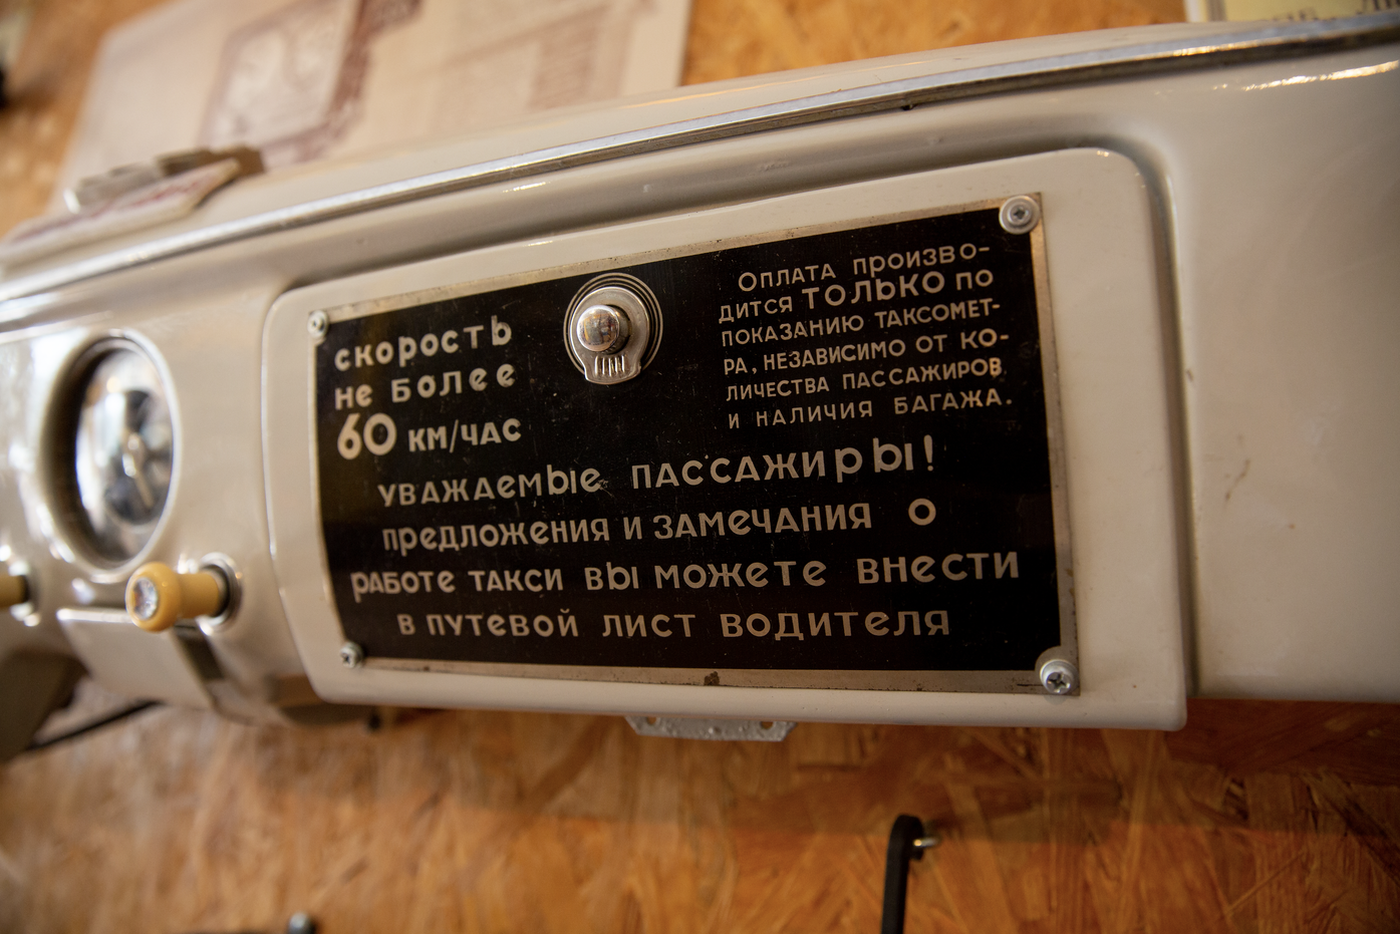 скорость
не более
60 км/час
Оплата произво-
дится ТОЛЬКО по
показанию таксомет-
ра, независимо от ко-
личества пассажиров
и наличия багажа.
уважаемые пассажиры!
предложения и замечания о
работе такси вы можете внести
в путевой лист водителя